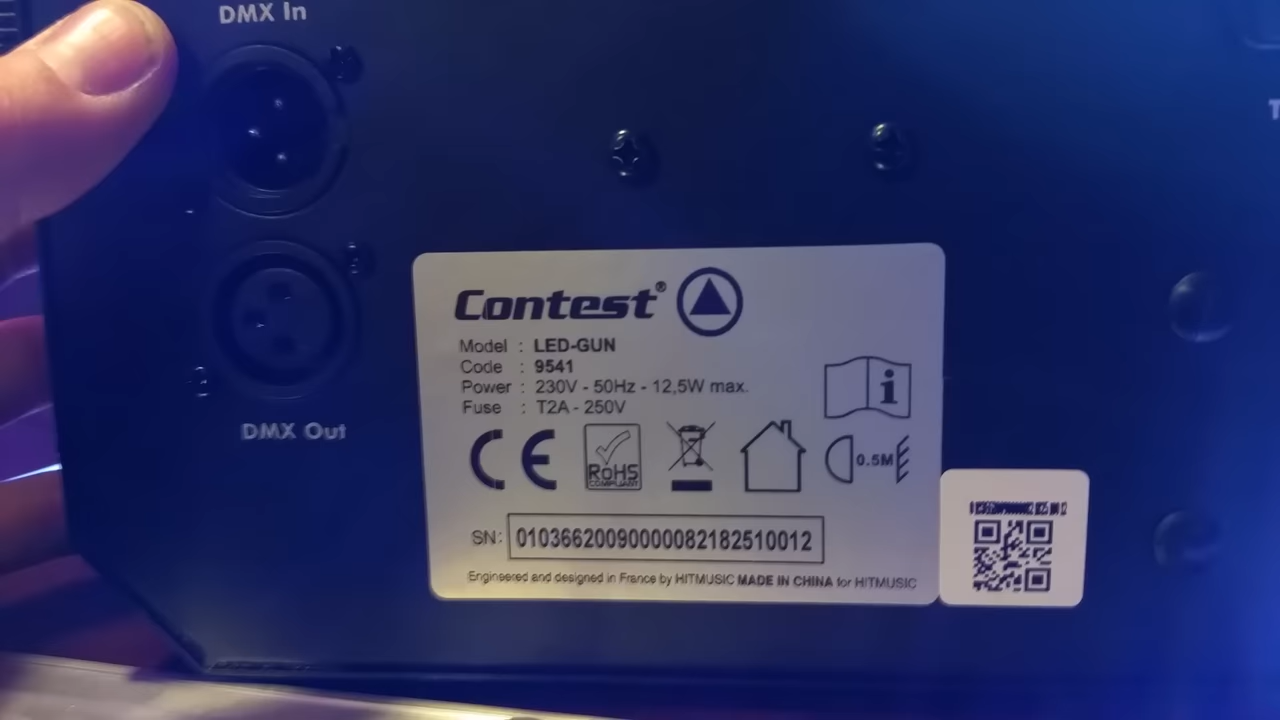 DMX In
DMX Out
Contest®
Model : LED-GUN
Code : 9541
Power : 230V - 50Hz - 12,5W max.
Fuse : T2A - 250V
i
CE
RoHS
COMPLIANT
0.5M
SN: 01036620090000082182510012
Engineered and designed in France by HITMUSIC MADE IN CHINA for HITMUSIC